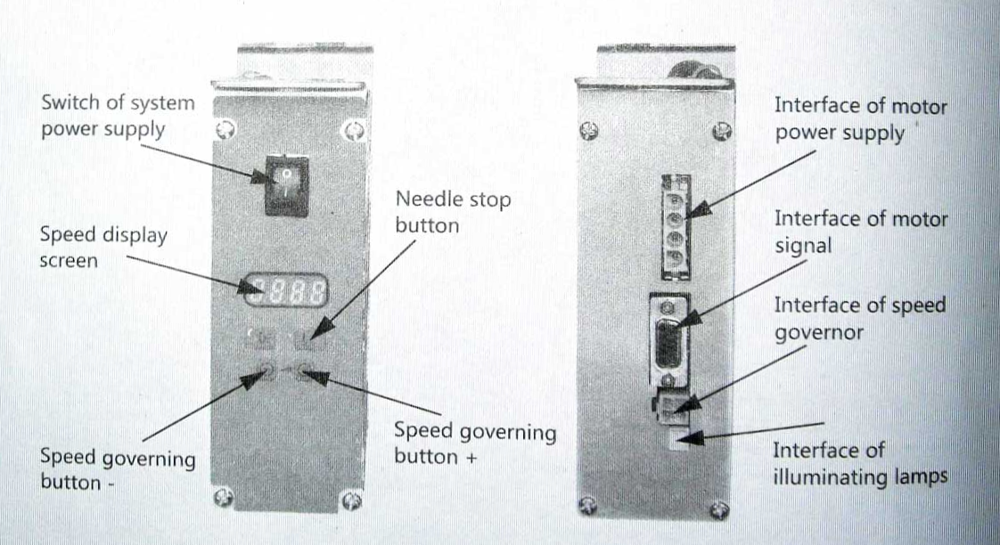 Switch of system
power supply
Speed display
screen
Needle stop
button
8888
Speed governing
button -
Speed governing
button +
Interface of motor
power supply
Interface of motor
signal
Interface of speed
governor
Interface of
illuminating lamps